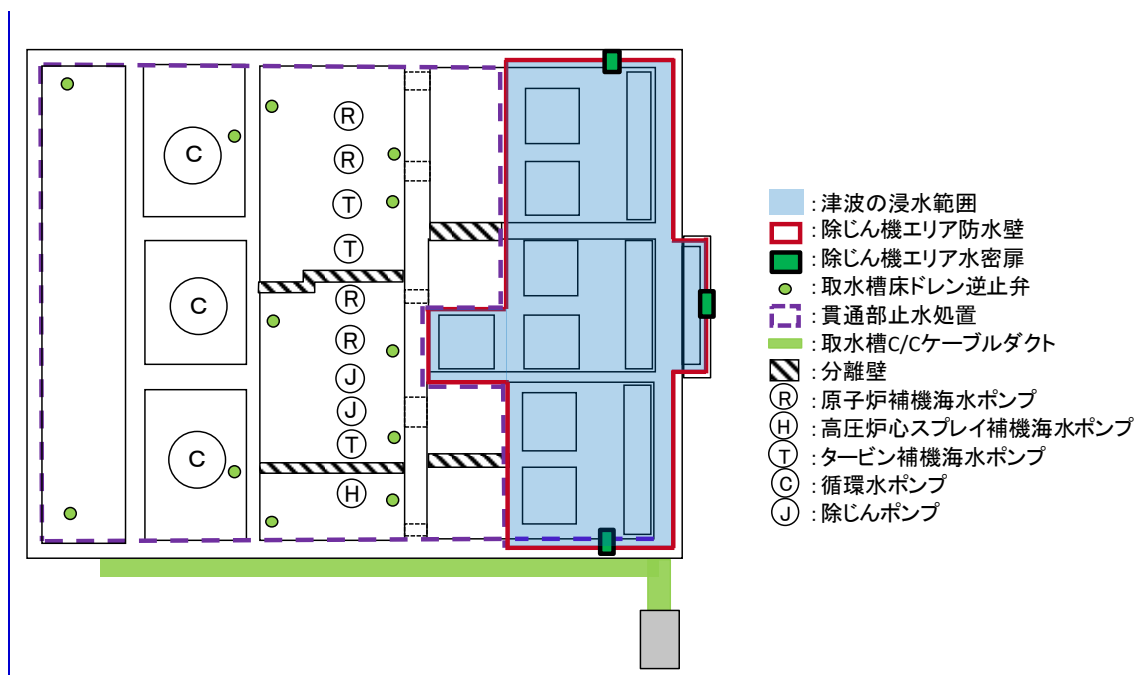 R
C
R
T
T
C
R
R
J
J
T
C
H
:津波の浸水範囲
:除じん機エリア防水壁
:除じん機エリア水密扉
:取水槽床ドレン逆止弁
:貫通部止水処置
:取水槽C/Cケーブルダクト
:分離壁
R:原子炉補機海水ポンプ
H:高圧炉心スプレイ補機海水ポンプ
T:タービン補機海水ポンプ
C:循環水ポンプ
J:除じんポンプ